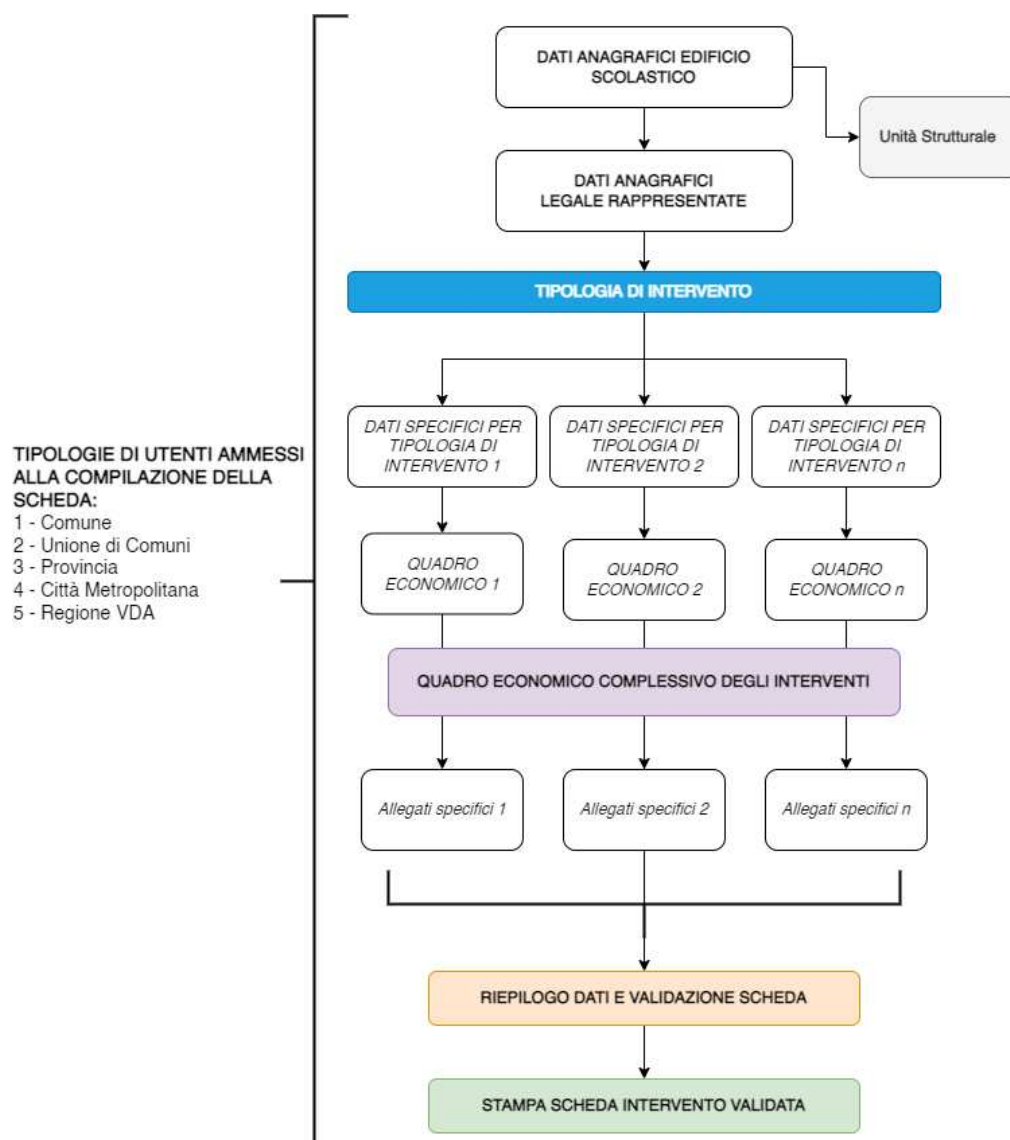 DATI ANAGRAFICI EDIFICIO
SCOLASTICO
Unità Strutturale
DATI ANAGRAFICI
LEGALE RAPPRESENTATE
TIPOLOGIA DI INTERVENTO
DATI SPECIFICI PER
TIPOLOGIA DI
INTERVENTO 1
DATI SPECIFICI PER
TIPOLOGIA DI
INTERVENTO 2
DATI SPECIFICI PER
TIPOLOGIA DI
INTERVENTO n
TIPOLOGIE DI UTENTI AMMESSI
ALLA COMPILAZIONE DELLA
SCHEDA:
1 - Comune
2 - Unione di Comuni
3 - Provincia
4 - Città Metropolitana
5 - Regione VDA
QUADRO
ECONOMICO 1
QUADRO
ECONOMICO 2
QUADRO
ECONOMICO n
QUADRO ECONOMICO COMPLESSIVO DEGLI INTERVENTI
Allegati specifici 1
Allegati specifici 2
Allegati specifici n
RIEPILOGO DATI E VALIDAZIONE SCHEDA
STAMPA SCHEDA INTERVENTO VALIDATA